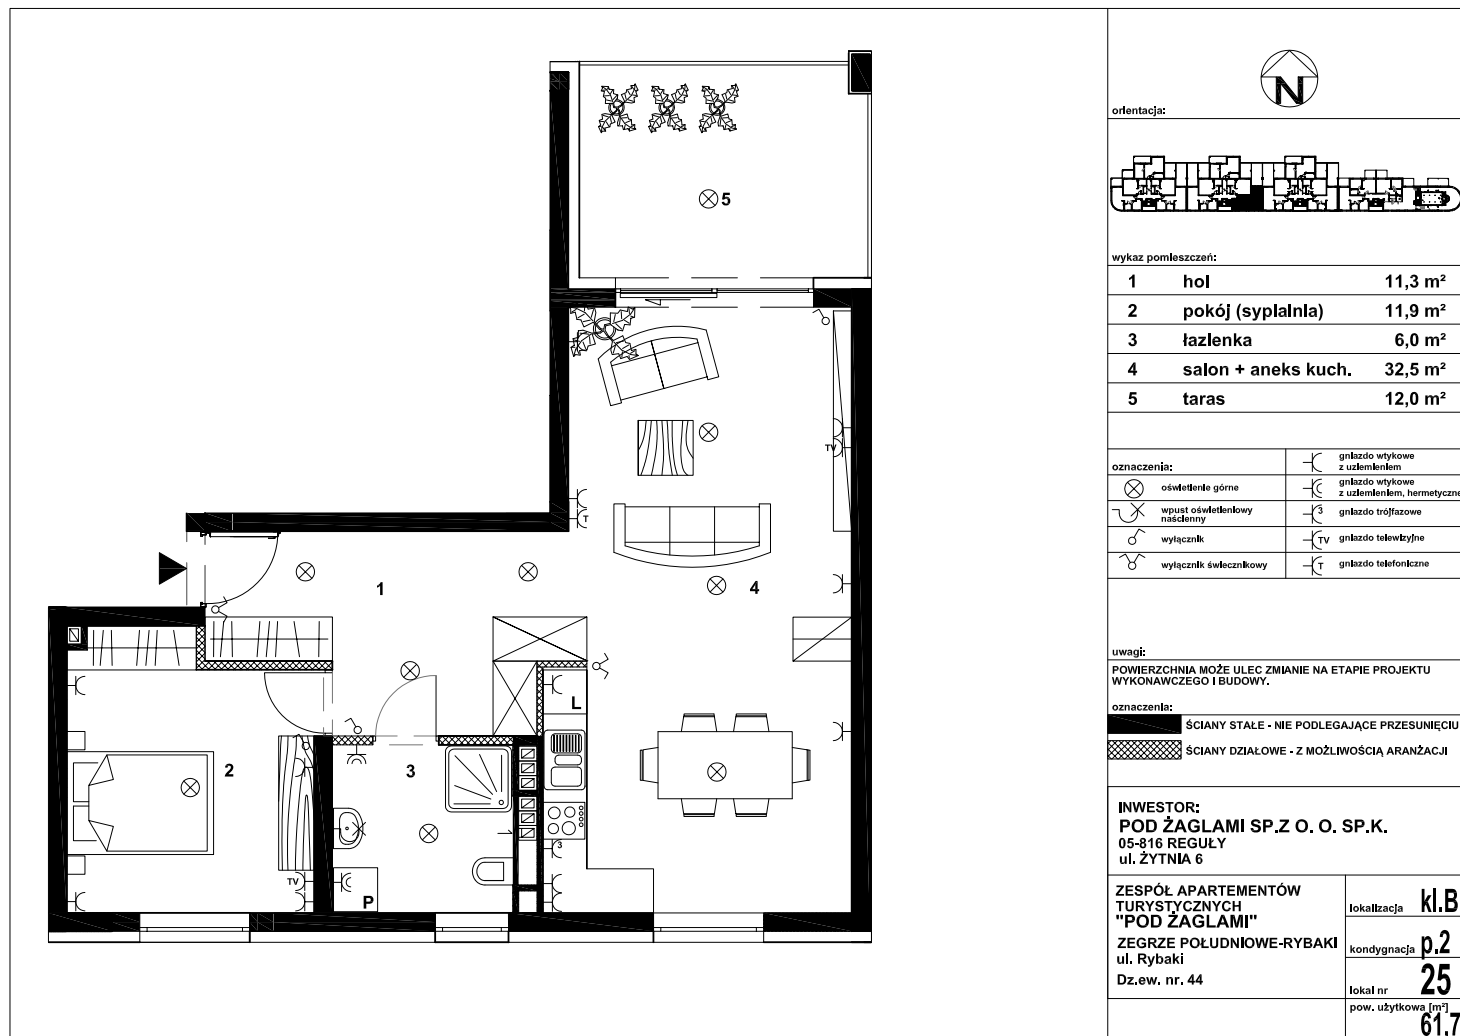 N
orientacja:
wykaz pomieszczeń:
1 hol 11,3 m²
2 pokój (sypialnia) 11,9 m²
3 łazienka 6,0 m²
4 salon + aneks kuch. 32,5 m²
5 taras 12,0 m²
oznaczenia:
oświetlenie górne
wpust oświetleniowy
naścienny
wyłącznik
wyłącznik świecznikowy
gniazdo wtykowe
z uziemieniem
gniazdo wtykowe
z uziemieniem, hermetyczne
3 gniazdo trójfazowe
TV gniazdo telewizyjne
T gniazdo telefoniczne
uwagi:
POWIERZCHNIA MOŻE ULEC ZMIANIE NA ETAPIE PROJEKTU
WYKONAWCZEGO I BUDOWY.
oznaczenia:
ŚCIANY STAŁE - NIE PODLEGAJĄCE PRZESUNIĘCIU
ŚCIANY DZIAŁOWE - Z MOŻLIWOŚCIĄ ARANŻACJI
INWESTOR:
POD ŻAGLAMI SP.Z O. O. SP.K.
05-816 REGUŁY
ul. ŻYTNIA 6
ZESPÓŁ APARTEMENTÓW
TURYSTYCZNYCH
"POD ŻAGLAMI"
ZEGRZE POŁUDNIOWE-RYBAKI
ul. Rybaki
Dz.ew. nr. 44
lokalizacja kl.B
kondygnacja p.2
lokal nr 25
pow. użytkowa [m²]
61,7
5
TV
T
1
4
L
2
3
3
TV
P